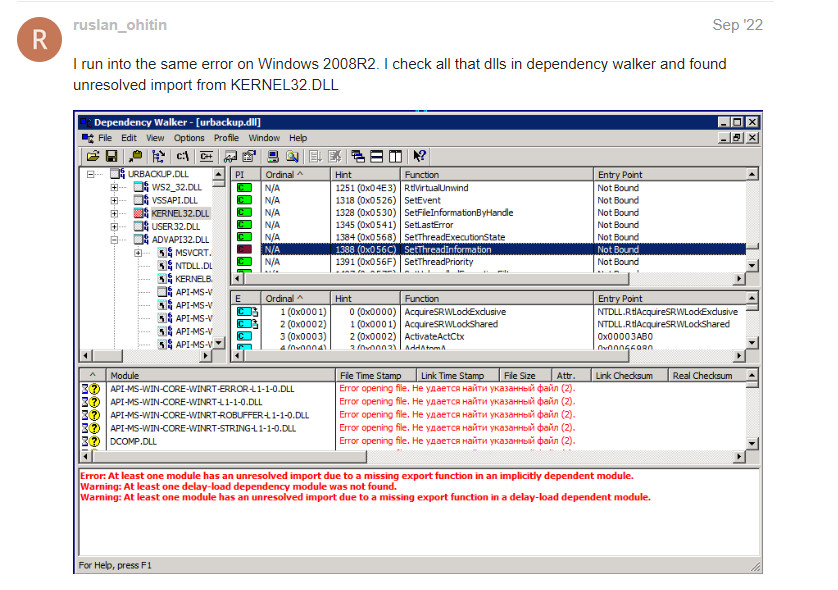 R
ruslan_ohitin
Sep '22
I run into the same error on Windows 2008R2. I check all that dlls in dependency walker and found
unresolved import from KERNEL32.DLL
Dependency Walker - [urbackup.dll]
File Edit View Options Profile Window Help
c:\
URBACKUP.DLL
WS2_32.DLL
VSSAPI.DLL
KERNEL32.DLL
USER32.DLL
ADVAPI32.DLL
MSVCRT.
NTDLL.DL
KERNELB
API-MS-V
API-MS-V
API-MS-V
API-MS-V
API-MS-V
PI Ordinal ^ Hint Function Entry Point
N/A 1251 (0x04E3) RtlVirtualUnwind Not Bound
N/A 1318 (0x0526) SetEvent Not Bound
N/A 1328 (0x0530) SetFileInformationByHandle Not Bound
N/A 1345 (0x0541) SetLastError Not Bound
N/A 1384 (0x0568) SetThreadExecutionState Not Bound
N/A 1388 (0x056C) SetThreadInformation Not Bound
N/A 1391 (0x056F) SetThreadPriority Not Bound
E Ordinal ^ Hint Function Entry Point
1 (0x0001) 0 (0x0000) AcquireSRWLockExclusive NTDLL.RtlAcquireSRWLockExclusive
2 (0x0002) 1 (0x0001) AcquireSRWLockShared NTDLL.RtlAcquireSRWLockShared
3 (0x0003) 2 (0x0002) ActivateActCtx 0x00003AB0
4 (0x0004) 3 (0x0003) AddAtomA 0x00066980
^ Module File Time Stamp Link Time Stamp File Size Attr. Link Checksum Real Checksum
API-MS-WIN-CORE-WINRT-ERROR-L1-1-0.DLL Error opening file. Не удается найти указанный файл (2).
API-MS-WIN-CORE-WINRT-L1-1-0.DLL Error opening file. Не удается найти указанный файл (2).
API-MS-WIN-CORE-WINRT-ROBUFFER-L1-1-0.DLL Error opening file. Не удается найти указанный файл (2).
API-MS-WIN-CORE-WINRT-STRING-L1-1-0.DLL Error opening file. Не удается найти указанный файл (2).
DCOMP.DLL Error opening file. Не удается найти указанный файл (2).
Error: At least one module has an unresolved import due to a missing export function in an implicitly dependent module.
Warning: At least one delay-load dependency module was not found.
Warning: At least one module has an unresolved import due to a missing export function in a delay-load dependent module.
For Help, press F1